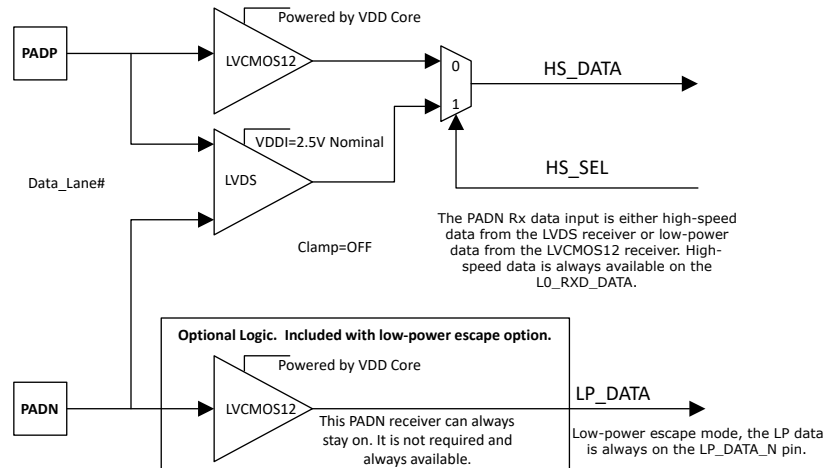 Powered by VDD Core
PADP
LVCMOS12
0
HS_DATA
1
VDDI=2.5V Nominal
LVDS
HS_SEL
Data_Lane#
Clamp=OFF
The PADN Rx data input is either high-speed
data from the LVDS receiver or low-power
data from the LVCMOS12 receiver. High-
speed data is always available on the
L0_RXD_DATA.
Optional Logic. Included with low-power escape option.
Powered by VDD Core
PADN
LVCMOS12
LP_DATA
This PADN receiver can always
stay on. It is not required and
always available.
Low-power escape mode, the LP data
is always on the LP_DATA_N pin.